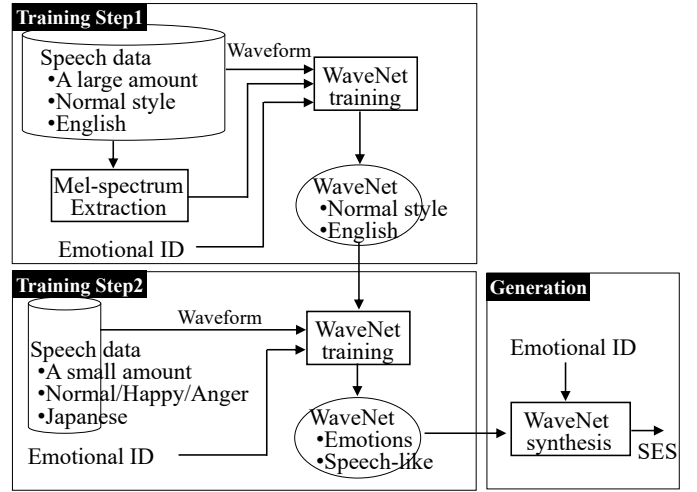 Training Step1
Speech data
•A large amount
•Normal style
•English
Waveform
WaveNet
training
Mel-spectrum
Extraction
Emotional ID
WaveNet
•Normal style
•English
Training Step2
Speech data
•A small amount
•Normal/Happy/Anger
•Japanese
Waveform
WaveNet
training
Emotional ID
WaveNet
•Emotions
•Speech-like
Generation
Emotional ID
WaveNet
synthesis
SES